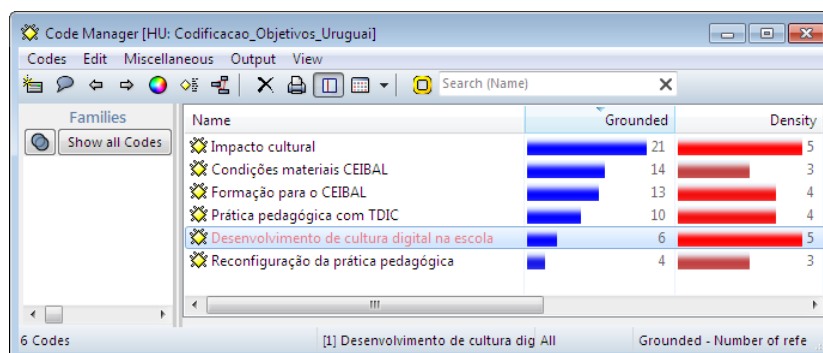 Code Manager [HU: Codificacao_Objetivos_Uruguai]
Codes Edit Miscellaneous Output View
Search (Name)
Families
Show all Codes
Name Grounded Density
Impacto cultural 21 5
Condições materiais CEIBAL 14 3
Formação para o CEIBAL 13 4
Prática pedagógica com TDIC 10 4
Desenvolvimento de cultura digital na escola 6 5
Reconfiguração da prática pedagógica 4 3
6 Codes [1] Desenvolvimento de cultura dig All Grounded - Number of refe